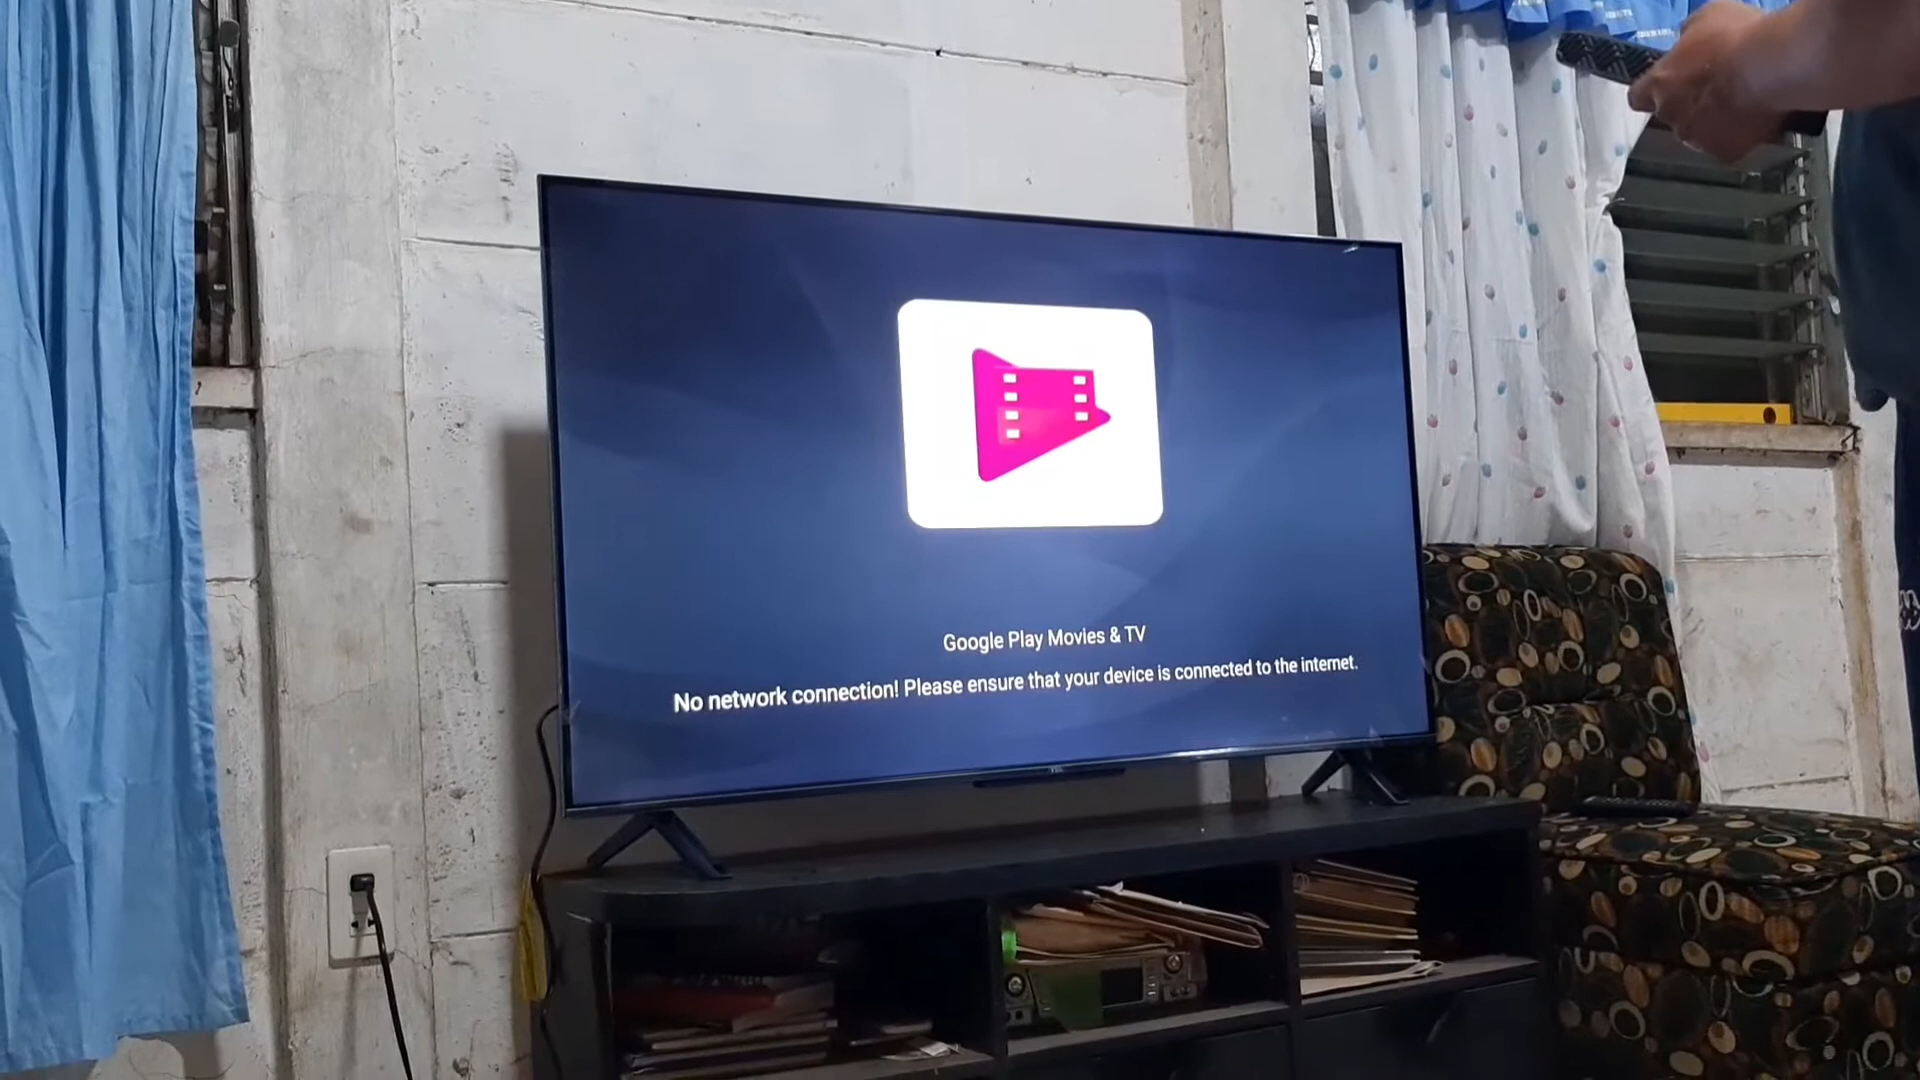 Google Play Movies & TV
No network connection! Please ensure that your device is connected to the internet.